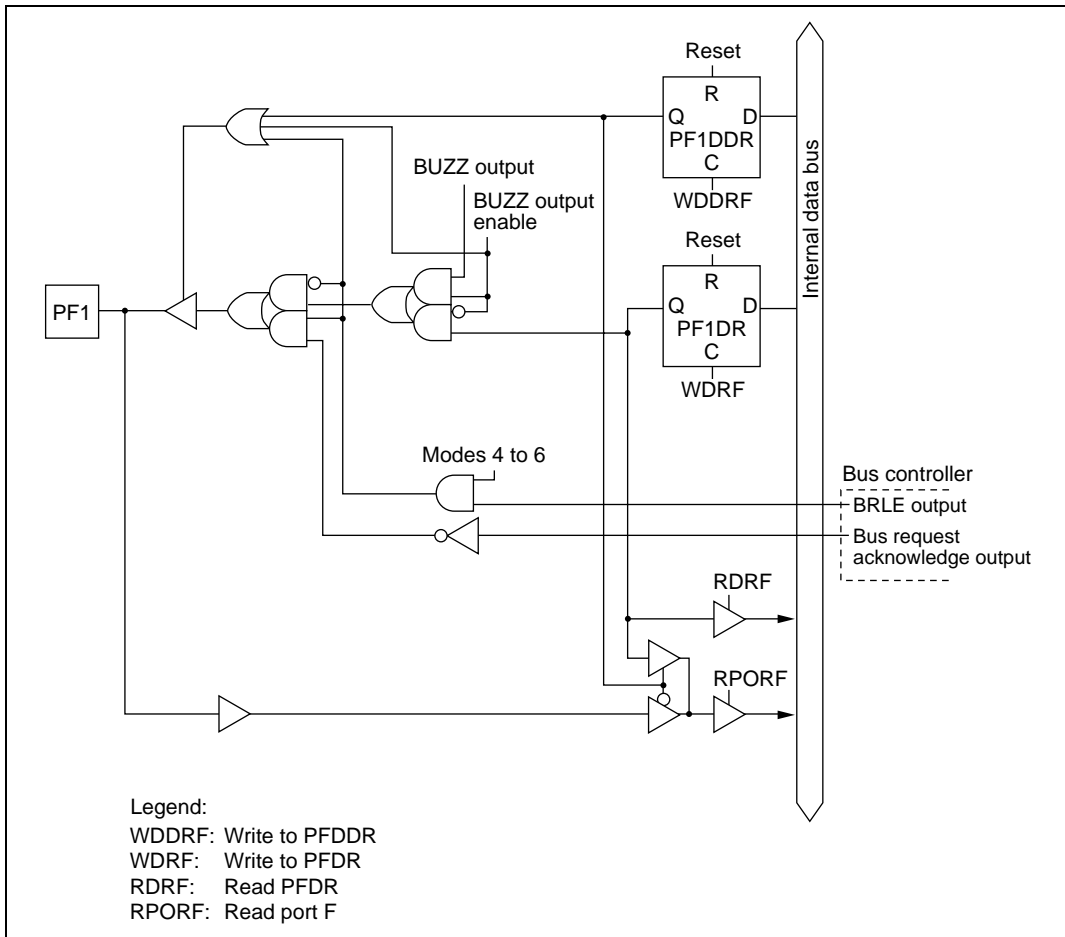 Reset
R
Q D
PF1DDR
C
WDDRF
BUZZ output
BUZZ output
enable
Reset
R
Q D
PF1DR
C
WDRF
Internal data bus
PF1
Modes 4 to 6
Bus controller
BRLE output
Bus request
acknowledge output
RDRF
RPORF
Legend:
WDDRF: Write to PFDDR
WDRF: Write to PFDR
RDRF: Read PFDR
RPORF: Read port F